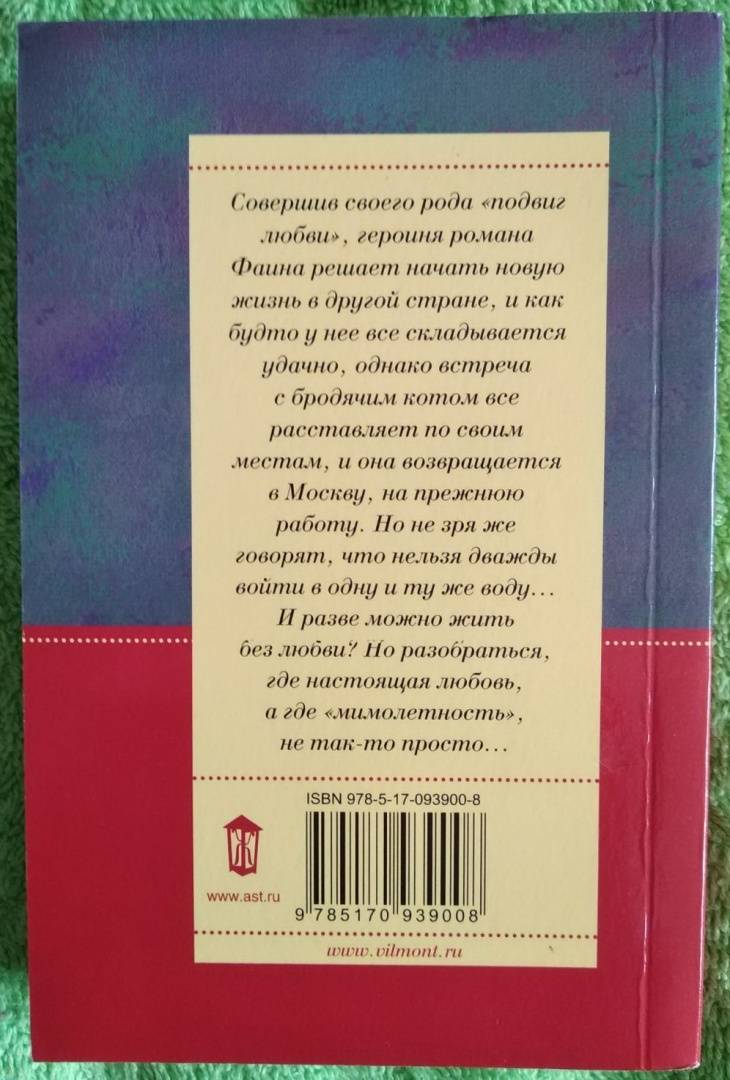 Совершив своего рода «подвиг
любви», героиня романа
Фаина решает начать новую
жизнь в другой стране, и как
будто у нее все складывается
удачно, однако встреча
с бродячим котом все
расставляет по своим
местам, и она возвращается
в Москву, на прежнюю
работу. Но не зря же
говорят, что нельзя дважды
войти в одну и ту же воду...
И разве можно жить
без любви? Но разобраться,
где настоящая любовь,
а где «мимолетность»,
не так-то просто...
ISBN 978-5-17-093900-8
Ж
www.ast.ru
9 785170 939008
www.vilmont.ru